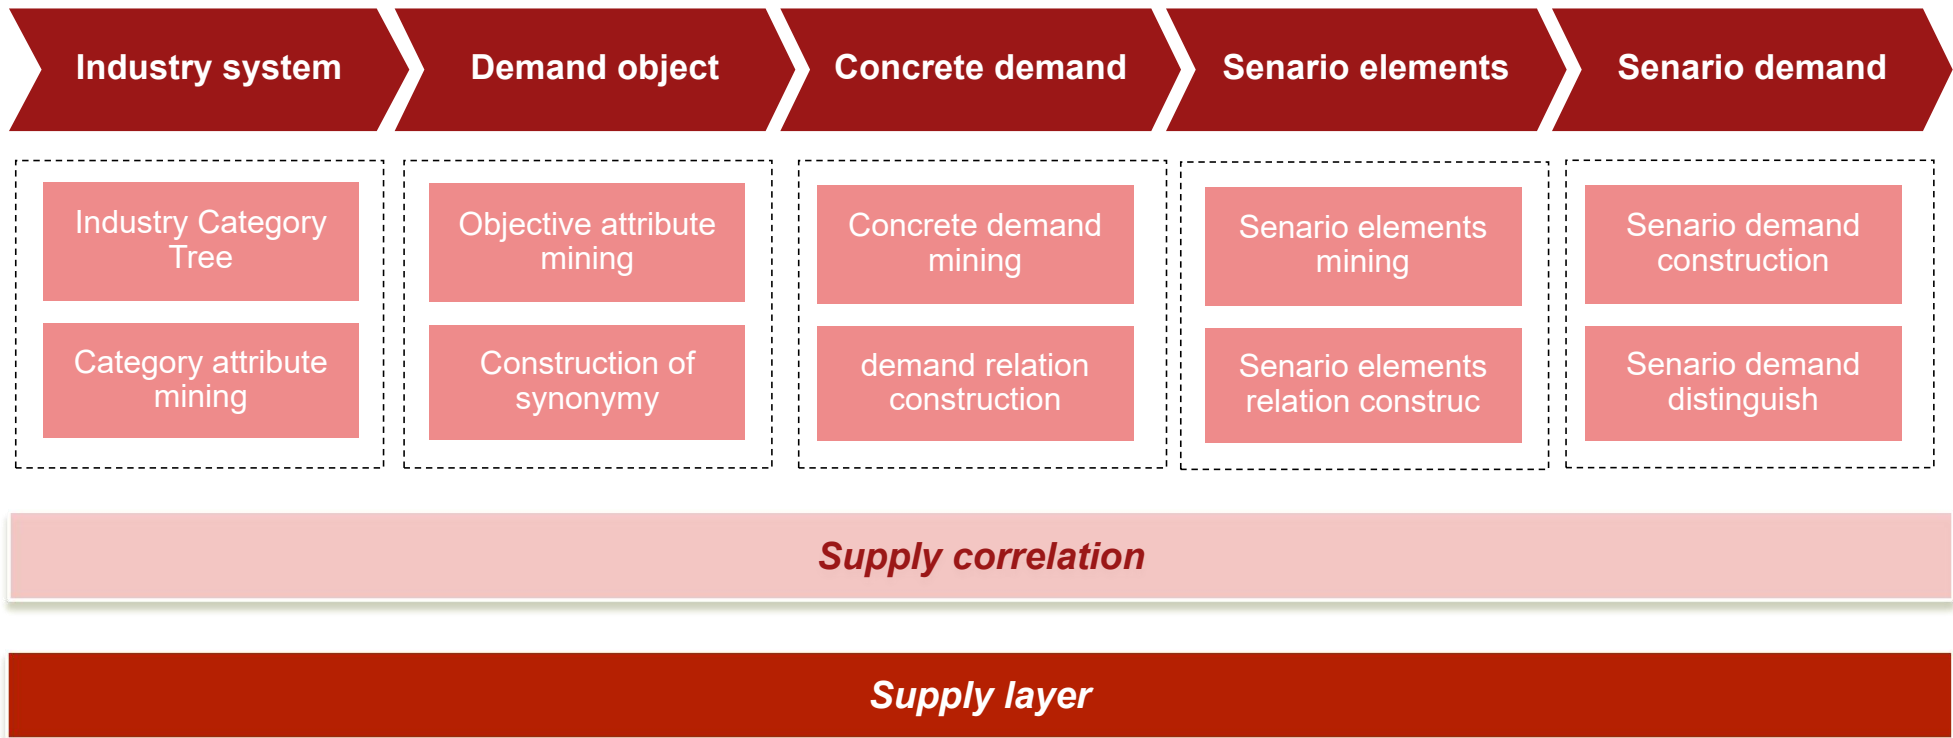 Industry system
Demand object
Concrete demand
Senario elements
Senario demand
Industry Category
Tree
Category attribute
mining
Objective attribute
mining
Construction of
synonymy
Concrete demand
mining
demand relation
construction
Senario elements
mining
Senario elements
relation construc
Senario demand
construction
Senario demand
distinguish
Supply correlation
Supply layer